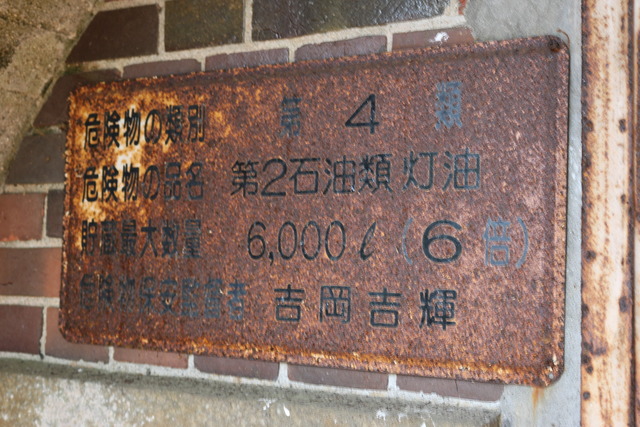 危険物の類別 第4類
危険物の品名 第2石油類 灯油
貯蔵最大数量 6,000ℓ(6倍)
危険物保安監督者 吉岡吉輝